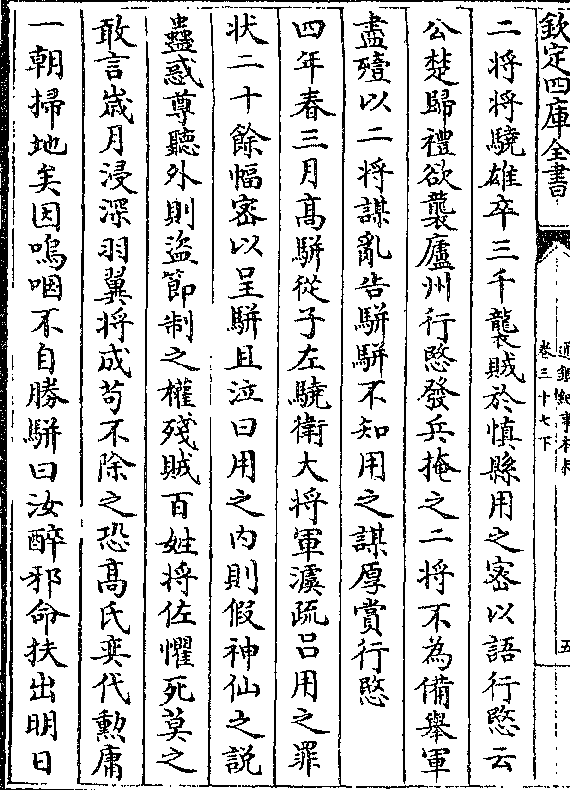 欽定四庫全書
通鑑紀事本末
卷三十七下
五
二將將驍雄卒三千襲賊於慎縣用之密以語行愍云
公楚歸禮欲襲廬州行愍發兵掩之二將不為備舉軍
盡殪以二將謀亂告駢駢不知用之謀厚賞行愍
四年春三月髙駢從子左驍衛大將軍澞疏吕用之罪
状二十餘幅密以呈駢且泣曰用之内則假神仙之説
蠱惑尊聽外則盗節制之權殘賊百姓將佐懼死莫之
敢言歳月浸深羽翼將成苟不除之恐髙氏奕代勲庸
一朝掃地矣因嗚咽不自勝駢曰汝醉邪命扶出明日